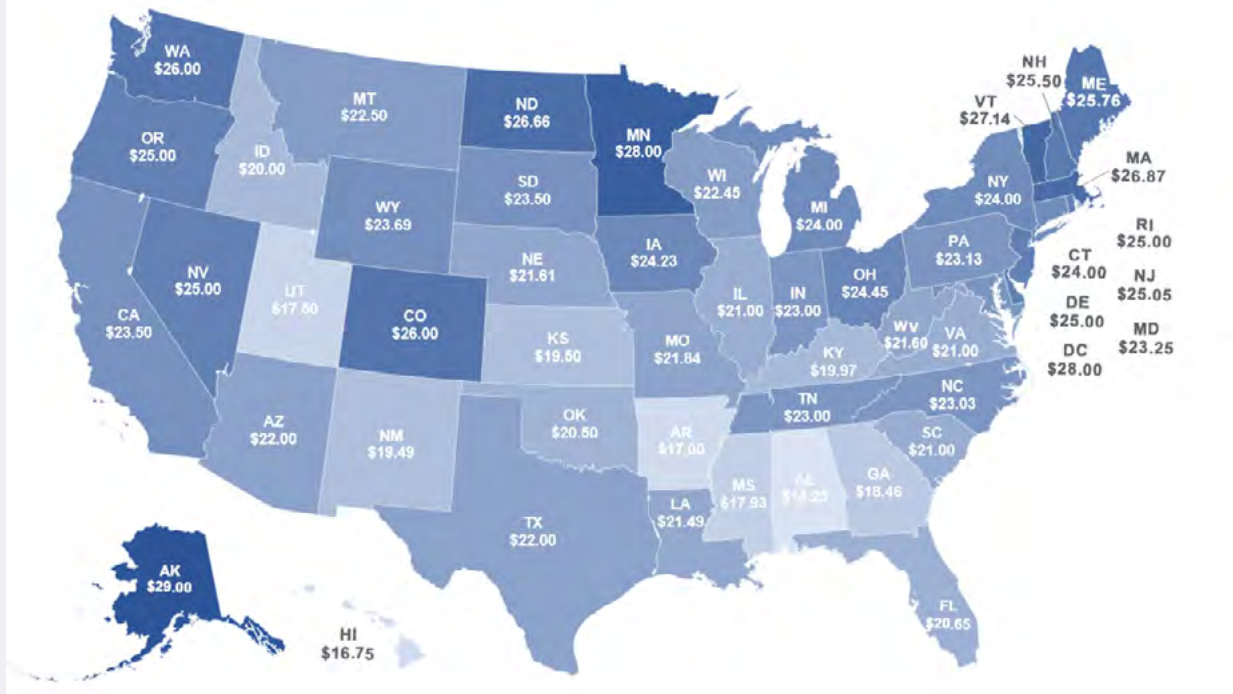 WA
$26.00
MT
$22.50
ND
$26.66
MN
$28.00
NH
$25.50
ME
$25.76
VT
$27.14
OR
$25.00
ID
$20.00
SD
$23.50
WI
$22.45
MA
$26.87
WY
$23.69
MI
$24.00
NY
$24.00
IA
$24.23
PA
$23.13
RI
$25.00
NE
$21.61
CT
$24.00
NV
$25.00
UT
$17.50
CO
$26.00
IL
$21.00
IN
$23.00
OH
$24.45
NJ
$25.05
DE
$25.00
CA
$23.50
KS
$19.50
MO
$21.84
WV
$21.60
VA
$21.00
MD
$23.25
KY
$19.97
DC
$28.00
AZ
$22.00
NM
$19.49
OK
$20.50
AR
$17.00
TN
$23.00
NC
$23.03
SC
$21.00
MS
$17.93
AL
GA
$18.46
LA
$21.49
TX
$22.00
AK
$29.00
FL
$20.65
HI
$16.75